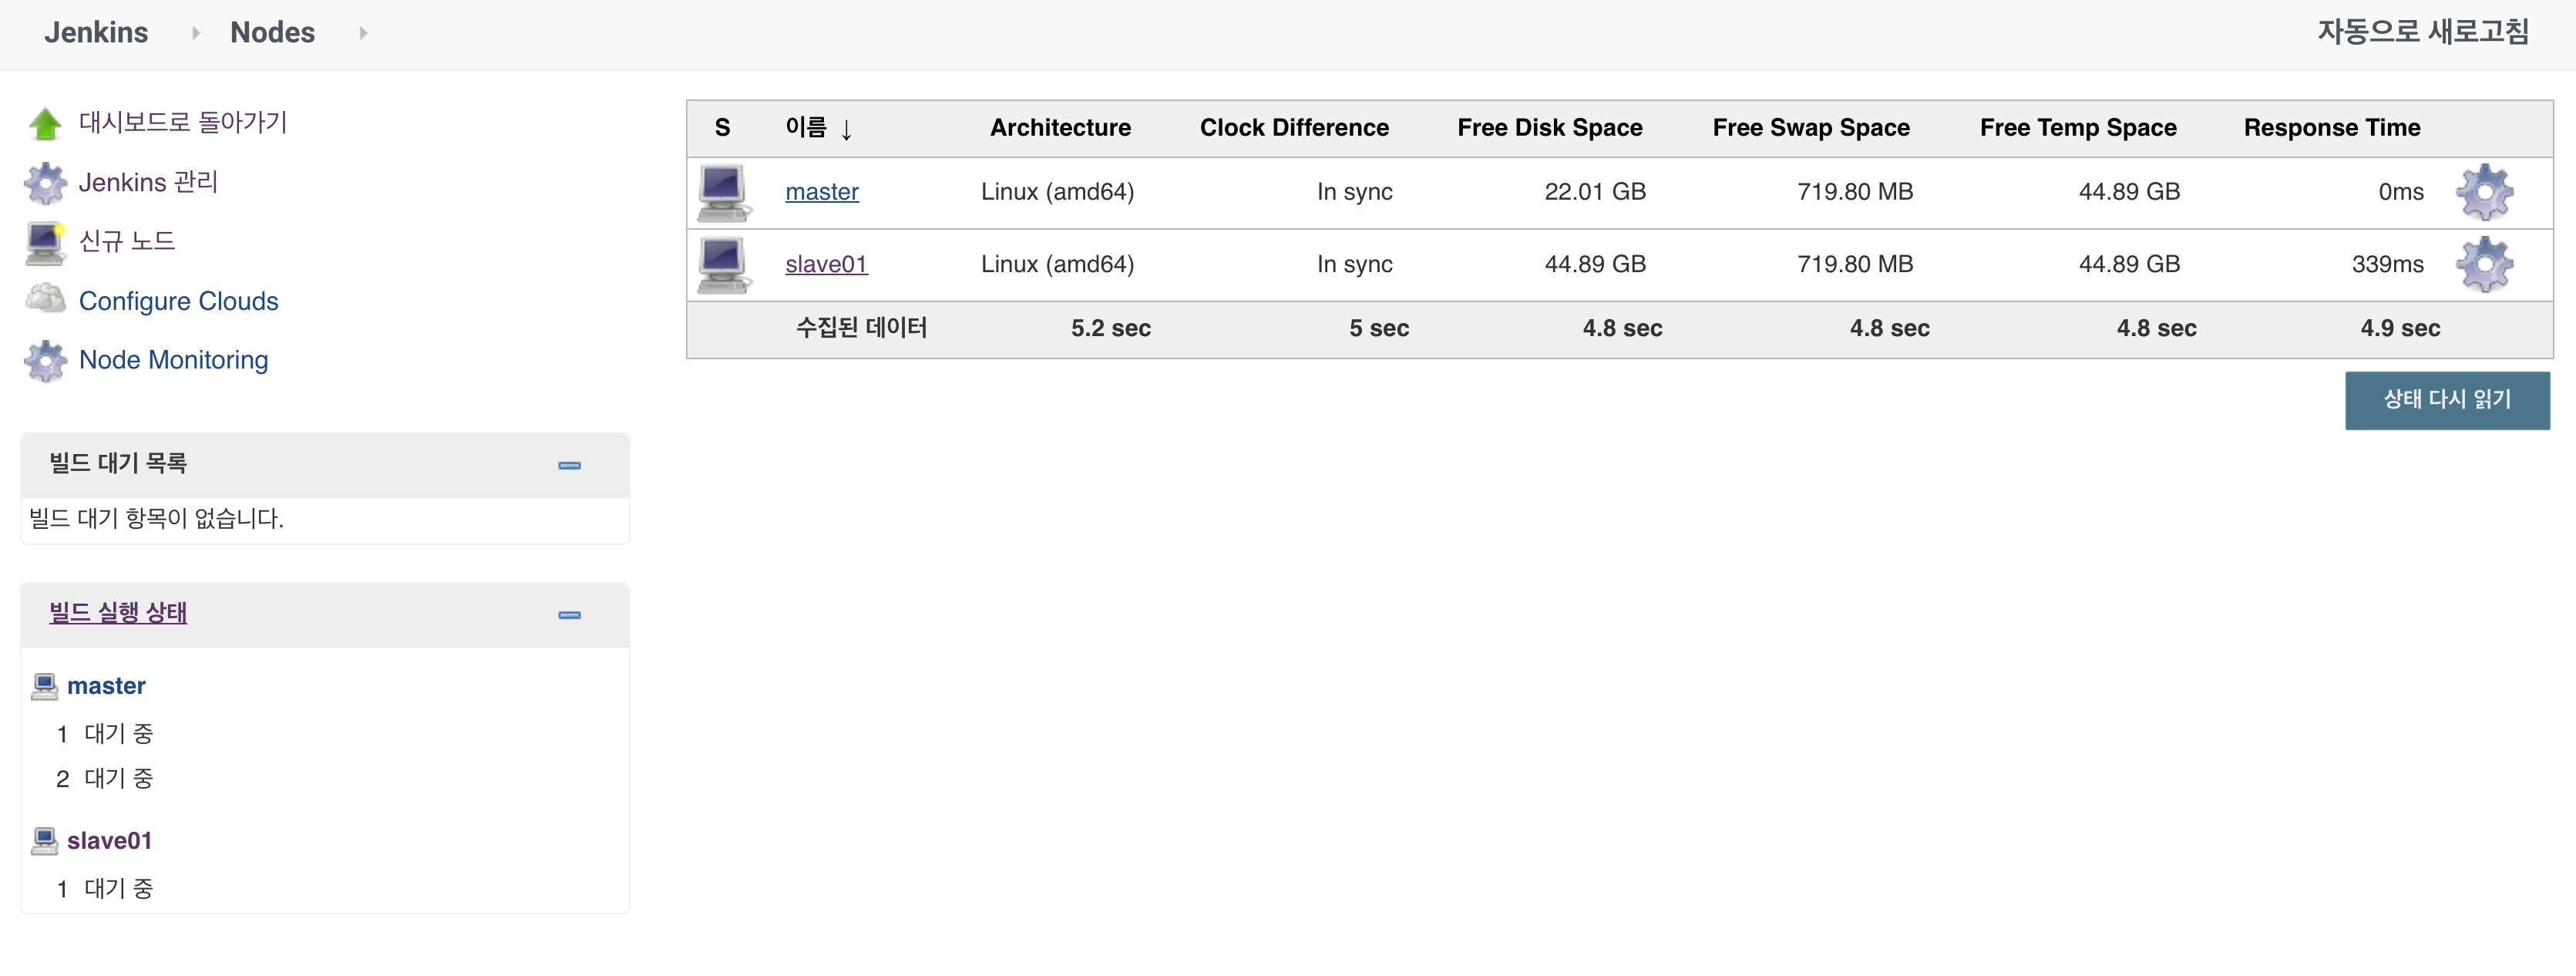 Jenkins Nodes 자동으로 새로고침
대시보드로 돌아가기
Jenkins 관리
신규 노드
Configure Clouds
Node Monitoring
빌드 대기 목록
빌드 대기 항목이 없습니다.
빌드 실행 상태
master
1 대기 중
2 대기 중
slave01
1 대기 중
S 이름 ↓ Architecture Clock Difference Free Disk Space Free Swap Space Free Temp Space Response Time
master Linux (amd64) In sync 22.01 GB 719.80 MB 44.89 GB 0ms
slave01 Linux (amd64) In sync 44.89 GB 719.80 MB 44.89 GB 339ms
수집된 데이터 5.2 sec 5 sec 4.8 sec 4.8 sec 4.8 sec 4.9 sec
상태 다시 읽기